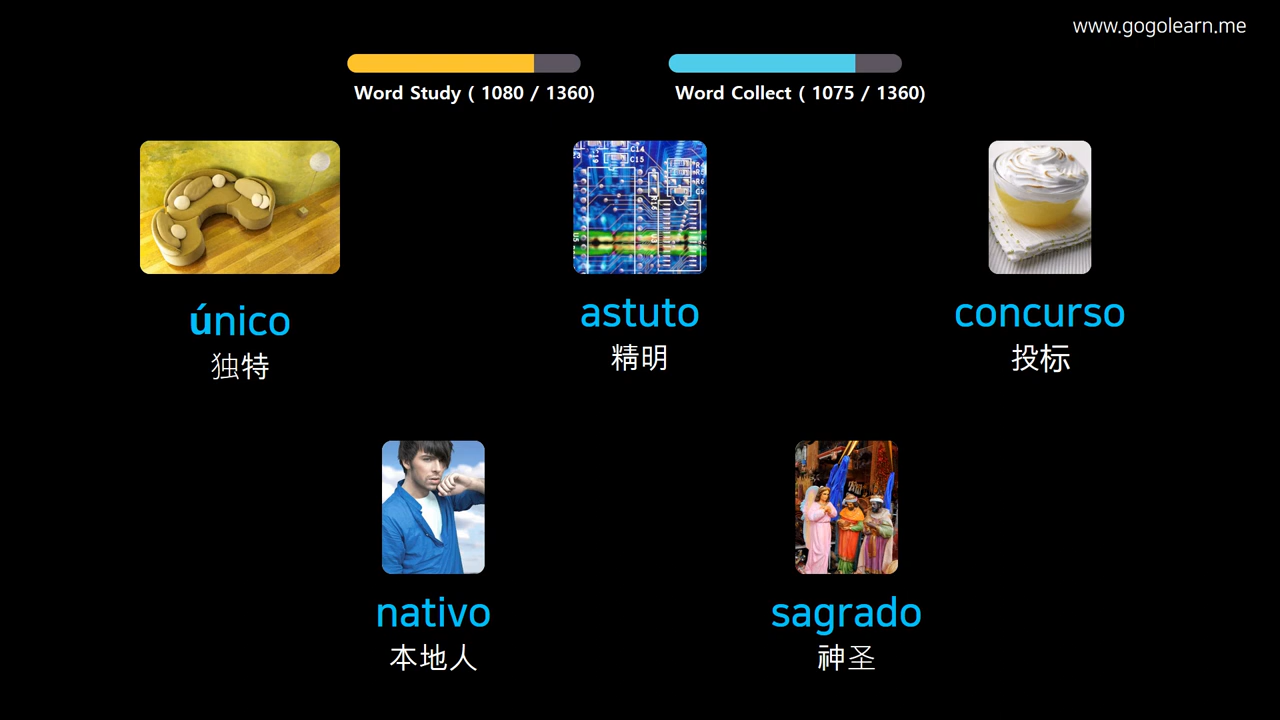 www.gogolearn.me
Word Study ( 1080 / 1360)
Word Collect ( 1075 / 1360)
único
独特
astuto
精明
concurso
投标
nativo
本地人
sagrado
神圣